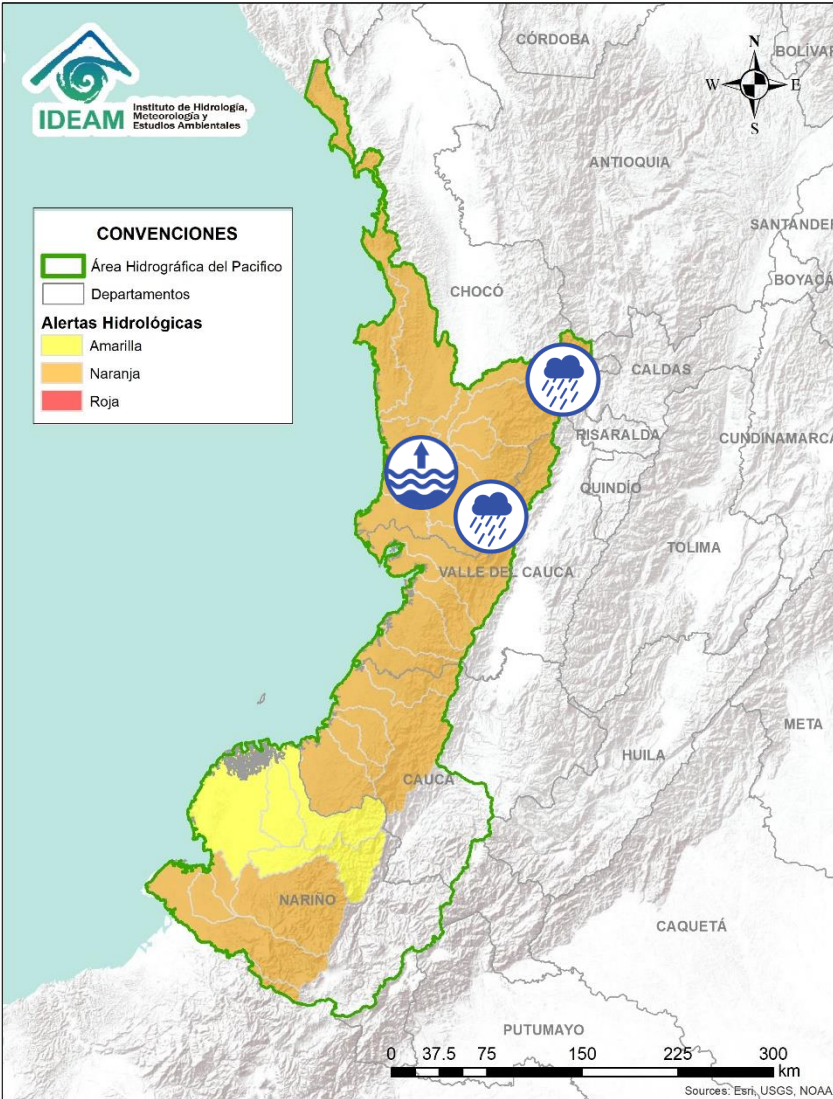 IDEAM
Instituto de Hidrología,
Meteorología y
Estudios Ambientales
N
W
E
S
CÓRDOBA
BOLÍVAR
ANTIOQUIA
SANTANDER
BOYACÁ
CHOCÓ
CALDAS
RISARALDA
CUNDINAMARCA
QUINDÍO
TOLIMA
VALLE DEL CAUCA
META
HUILA
CAUCA
NARIÑO
CAQUETÁ
PUTUMAYO
CONVENCIONES
Área Hidrográfica del Pacifico
Departamentos
Alertas Hidrológicas
Amarilla
Naranja
Roja
0 37.5 75 150 225 300
km
Sources: Esri, USGS, NOAA